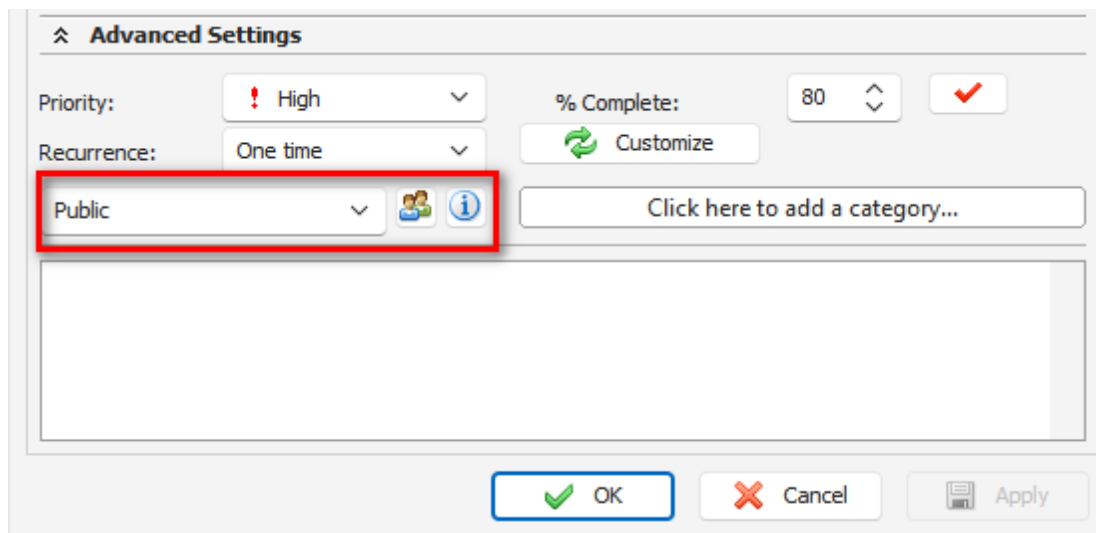 Advanced Settings
Priority: High % Complete: 80
Recurrence: One time Customize
Public Click here to add a category...
OK Cancel Apply